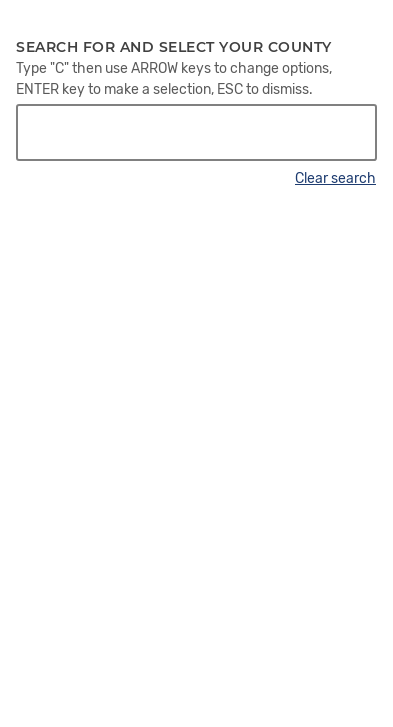 SEARCH FOR AND SELECT YOUR COUNTY
Type "C" then use ARROW keys to change options,
ENTER key to make a selection, ESC to dismiss.
Clear search